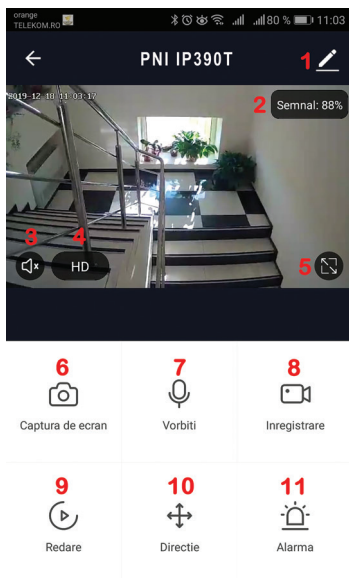 orange
TELEKOM.RO
80 % 11:03
PNI IP390T
1
2019-12-18 11:03:17
2
Semnal: 88%
3
4
HD
5
6
7
8
Captura de ecran
Vorbiti
Inregistrare
9
10
11
Redare
Directie
Alarma